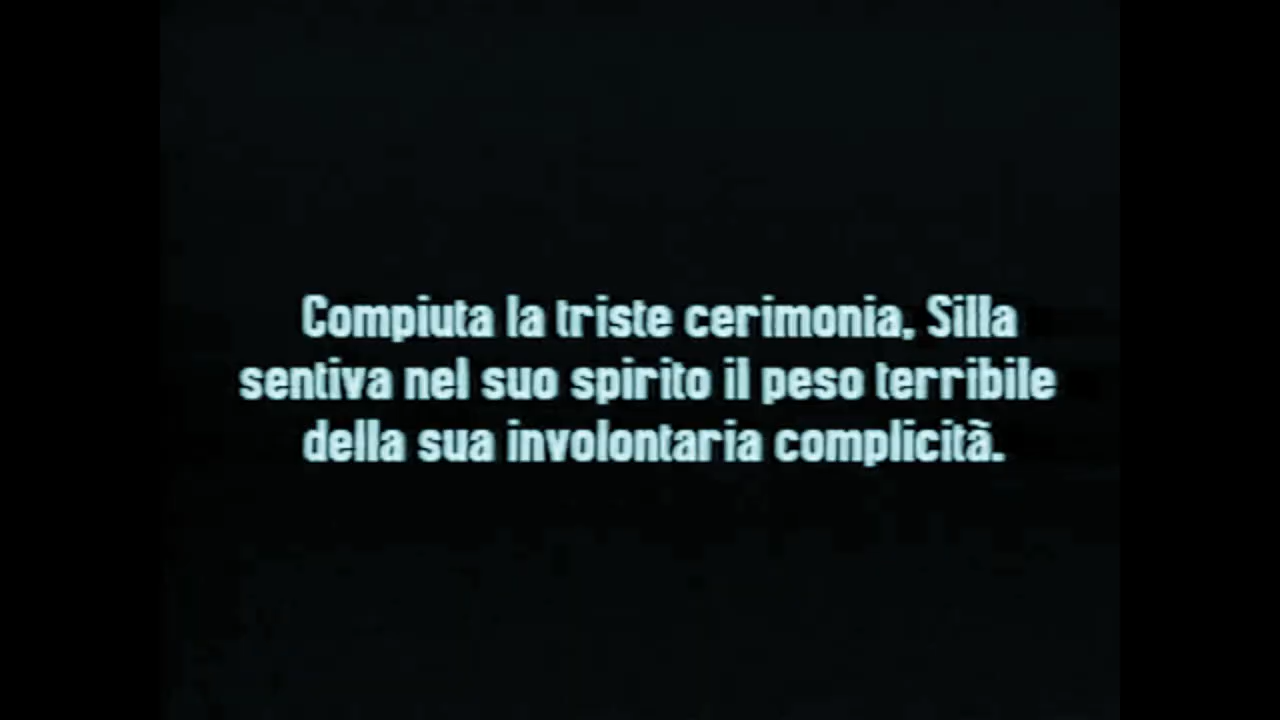 Compiuta la triste cerimonia, Silla
sentiva nel suo spirito il peso terribile
della sua involontaria complicità.